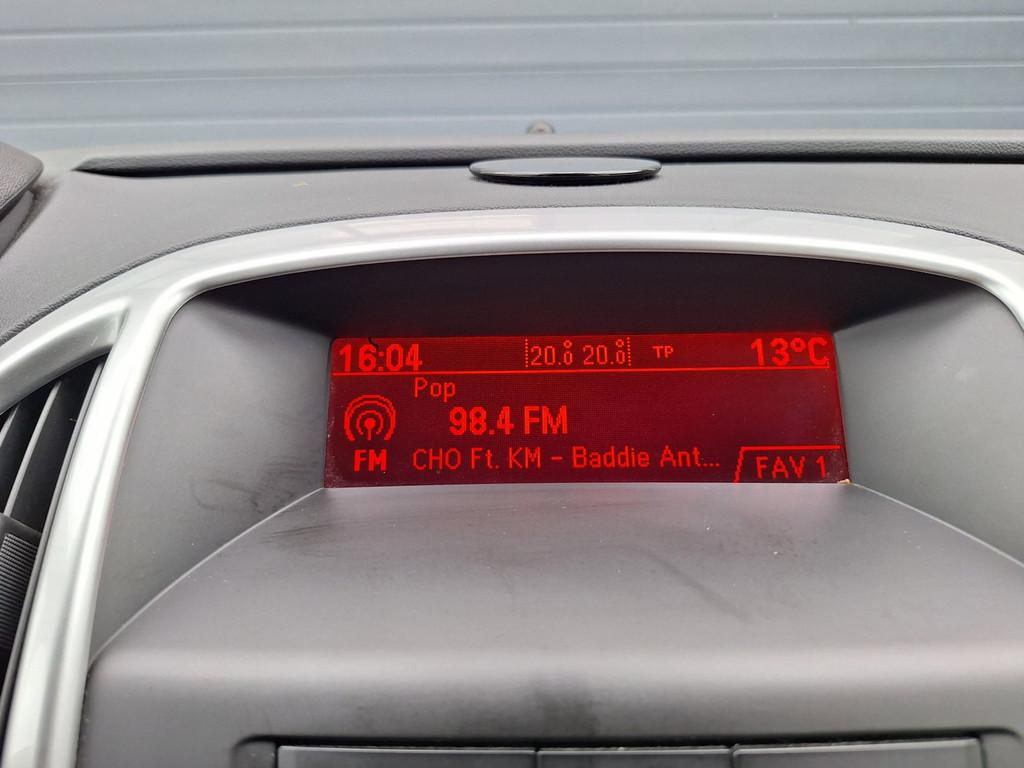 16:04 20.0 20.0 TP 13°C
Pop
98.4 FM
FM CHO Ft. KM - Baddie Ant... FAV 1